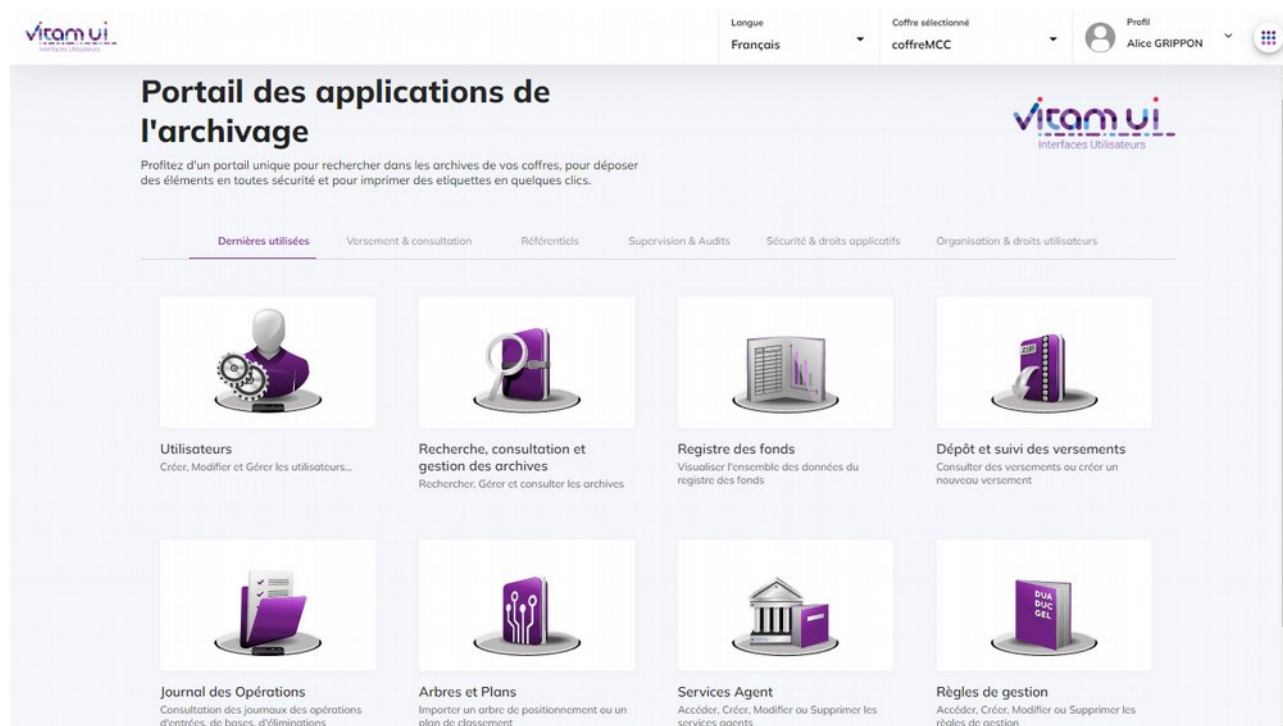 vitam ui
Interfaces Utilisateurs
Langue
Français
Coffre sélectionné
coffreMCC
Profil
Alice GRIPPON
Portail des applications de
l'archivage
Profitez d'un portail unique pour rechercher dans les archives de vos coffres, pour déposer
des éléments en toutes sécurité et pour imprimer des etiquettes en quelques clics.
vitam ui
Interfaces Utilisateurs
Dernières utilisées
Versement & consultation
Référentiels
Supervision & Audits
Sécurité & droits applicatifs
Organisation & droits utilisateurs
ZIP
Utilisateurs
Créer, Modifier et Gérer les utilisateurs...
Recherche, consultation et
gestion des archives
Rechercher, Gérer et consulter les archives
Registre des fonds
Visualiser l'ensemble des données du
registre des fonds
Dépôt et suivi des versements
Consulter des versements ou créer un
nouveau versement
DUA
DUC
GEL
Journal des Opérations
Consultation des journaux des opérations
d'entrées, de bases, d'éliminations
Arbres et Plans
Importer un arbre de positionnement ou un
plan de classement
Services Agent
Accéder, Créer, Modifier ou Supprimer les
services agents
Règles de gestion
Accéder, Créer, Modifier ou Supprimer les
règles de gestion